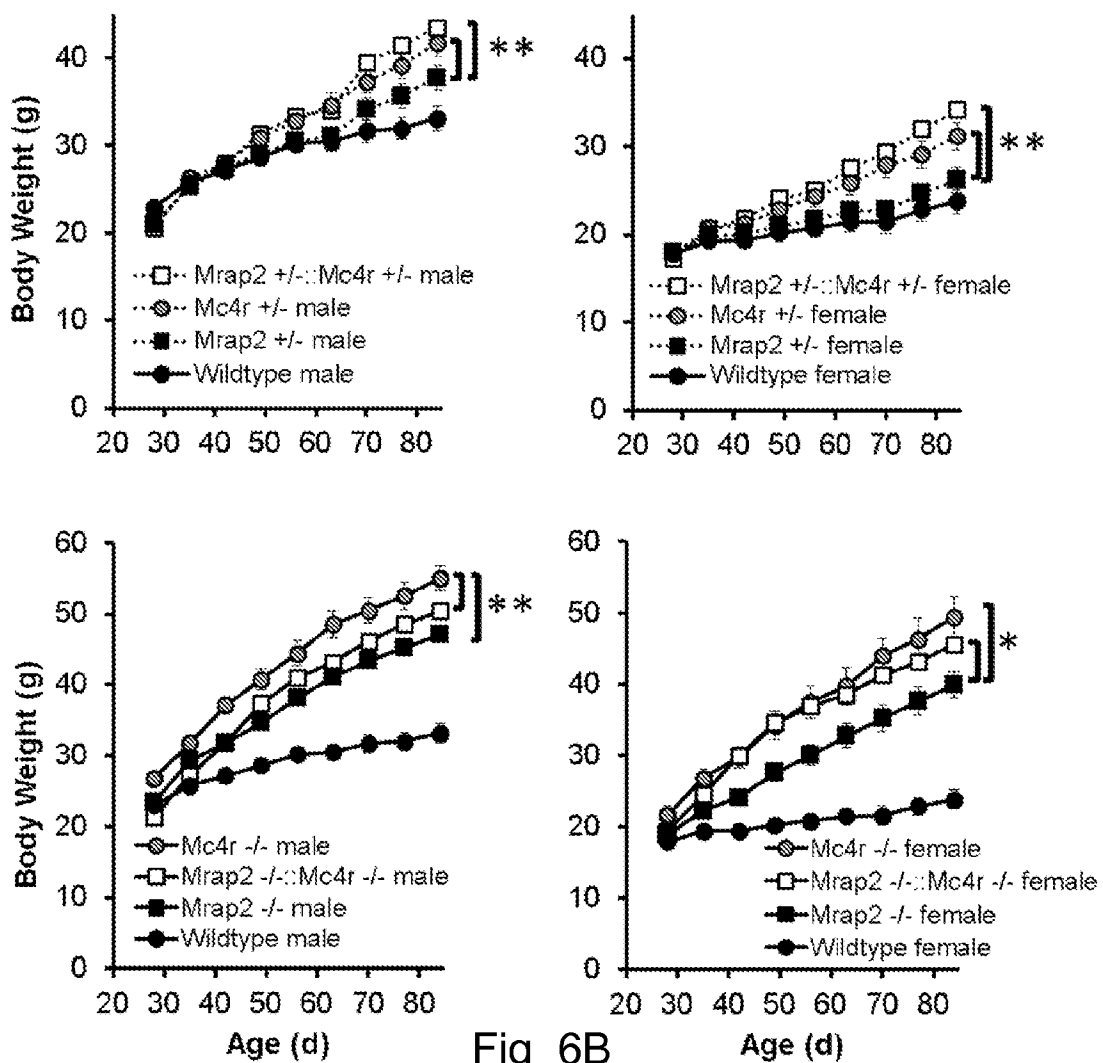 Body Weight (g)
40
30
20
10
0
**
Mrap2 +/-::Mc4r +/- male
Mc4r +/- male
Mrap2 +/- male
Wildtype male
20 30 40 50 60 70 80
40
30
20
10
0
**
Mrap2 +/-::Mc4r +/- female
Mc4r +/- female
Mrap2 +/- female
Wildtype female
20 30 40 50 60 70 80
Body Weight (g)
60
50
40
30
20
10
0
**
Mc4r -/- male
Mrap2 -/-::Mc4r -/- male
Mrap2 -/- male
Wildtype male
20 30 40 50 60 70 80
Age (d)
60
50
40
30
20
10
0
*
Mc4r -/- female
Mrap2 -/-::Mc4r -/- female
Mrap2 -/- female
Wildtype female
20 30 40 50 60 70 80
Age (d)
Fig 6B